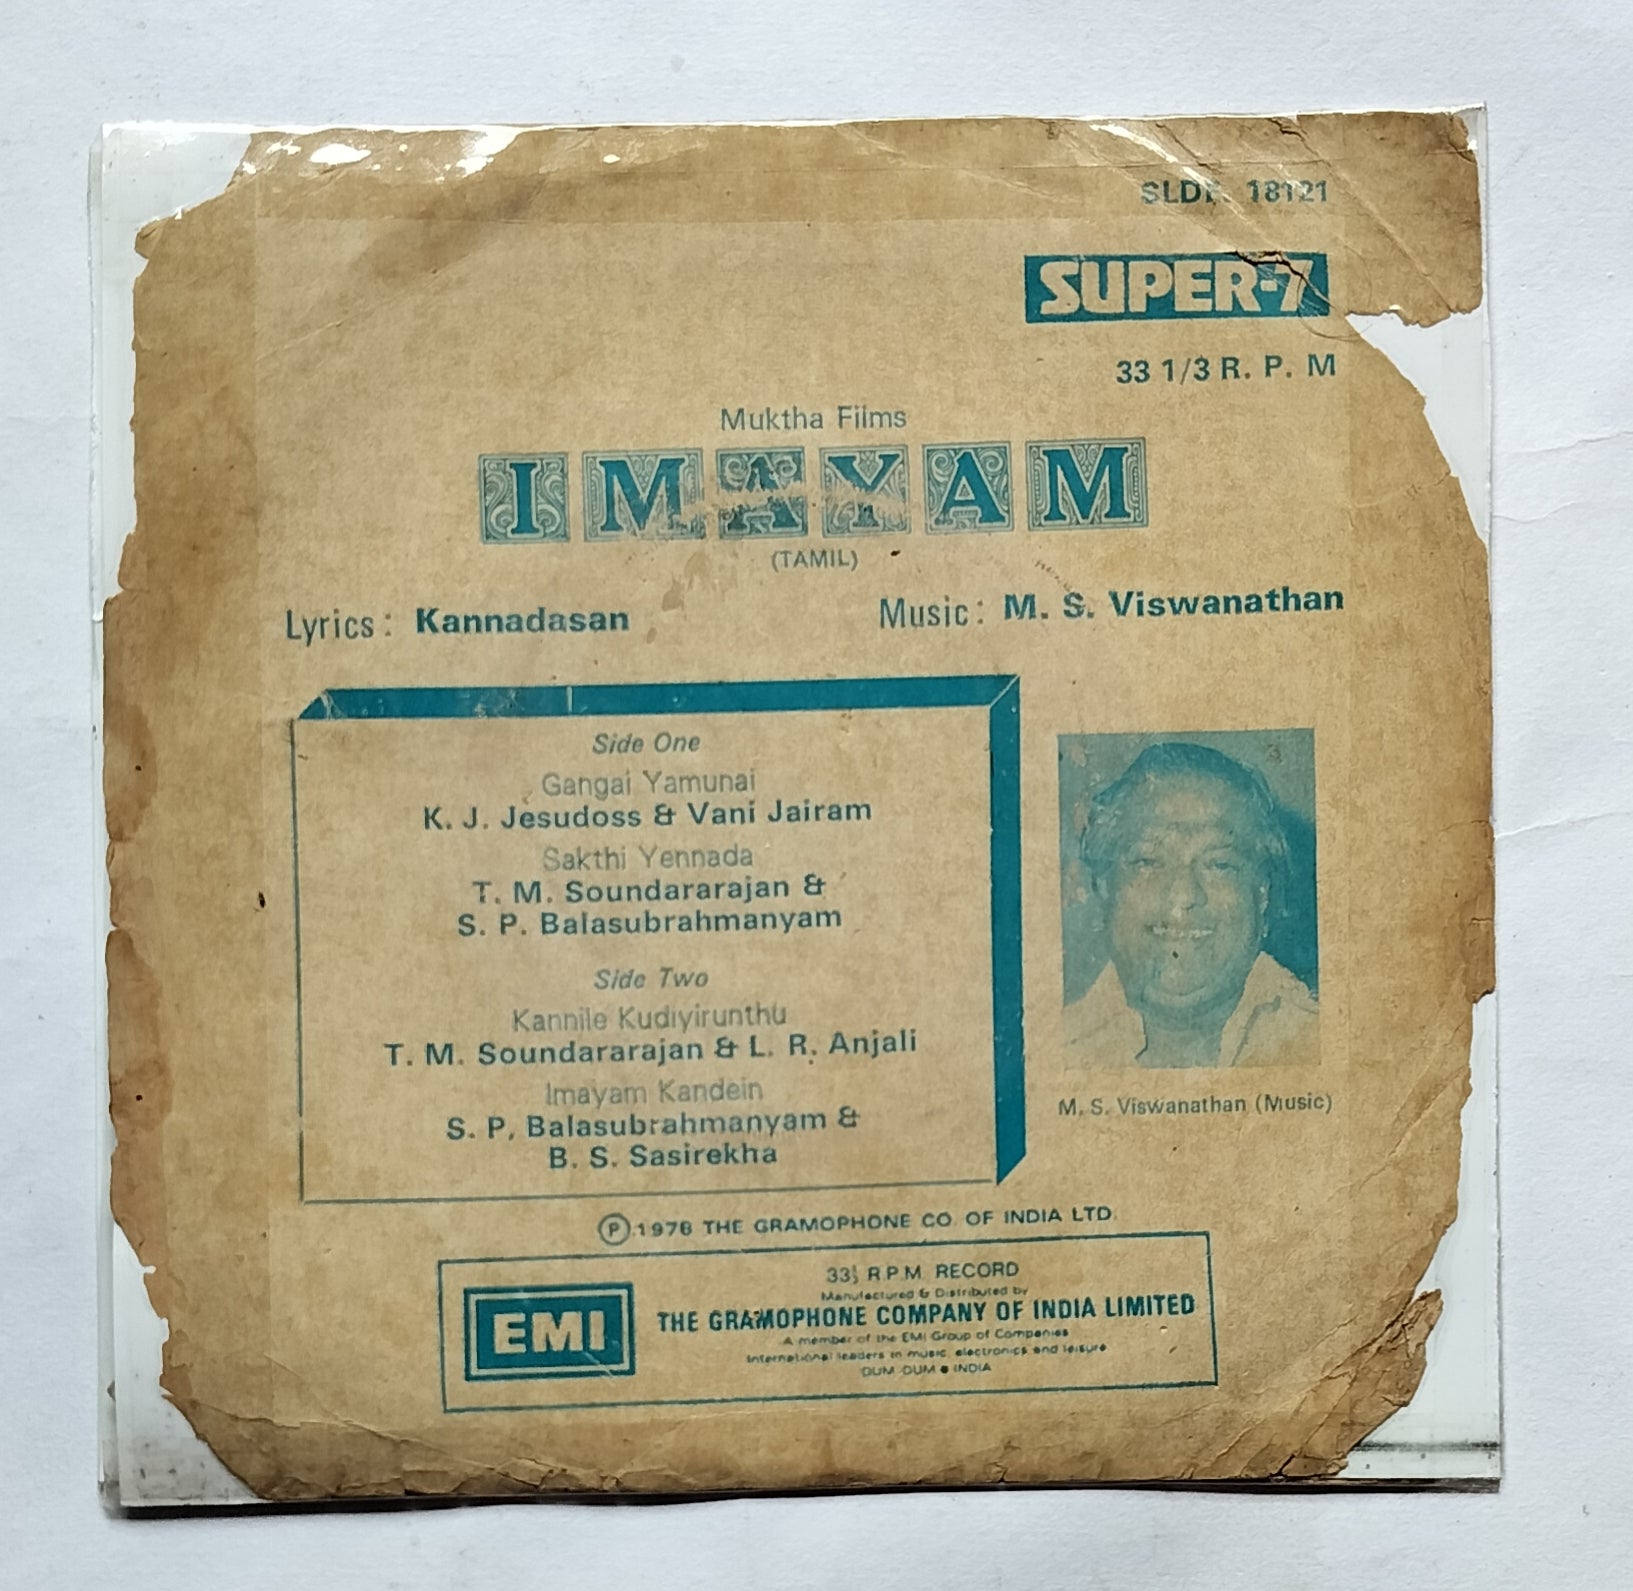 18121
SUPER-7
33 1/3 R. P. M
Muktha Films
IMAYAM
(TAMIL)
Lyrics: Kannadasan
Music: M. S. Viswanathan
Side One
Gangai Yamunai
K. J. Jesudoss & Vani Jairam
Sakthi Yennada
T. M. Soundararajan &
S. P. Balasubrahmanyam
Side Two
Kannile Kudiyirunthu
T. M. Soundararajan & L. R. Anjali
Imayam Kandein
S. P. Balasubrahmanyam &
B. S. Sasirekha
M. S. Viswanathan (Music)
Ⓟ 1978 THE GRAMOPHONE CO. OF INDIA LTD.
EMI
33⅓ R.P.M. RECORD
Manufactured & Distributed by
THE GRAMOPHONE COMPANY OF INDIA LIMITED
A member of the EMI Group of Companies
International leaders in music, electronics and leisure
DUM DUM ● INDIA